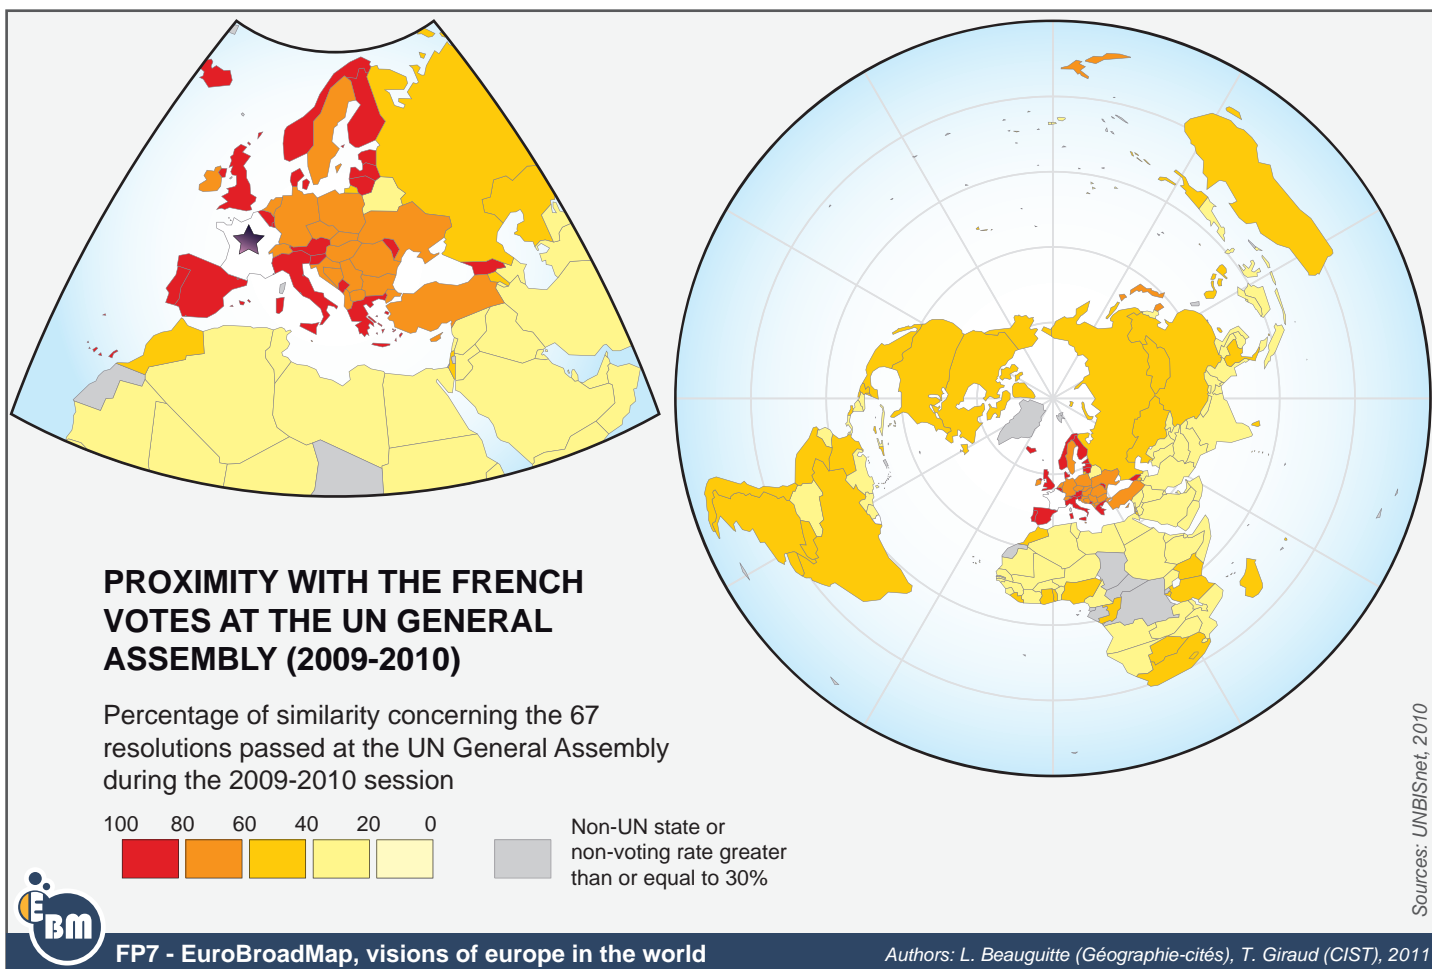 PROXIMITY WITH THE FRENCH
VOTES AT THE UN GENERAL
ASSEMBLY (2009-2010)
Percentage of similarity concerning the 67
resolutions passed at the UN General Assembly
during the 2009-2010 session
100 80 60 40 20 0
Non-UN state or
non-voting rate greater
than or equal to 30%
Sources: UNBISnet, 2010
EBM
FP7 - EuroBroadMap, visions of europe in the world
Authors: L. Beauguitte (Géographie-cités), T. Giraud (CIST), 2011